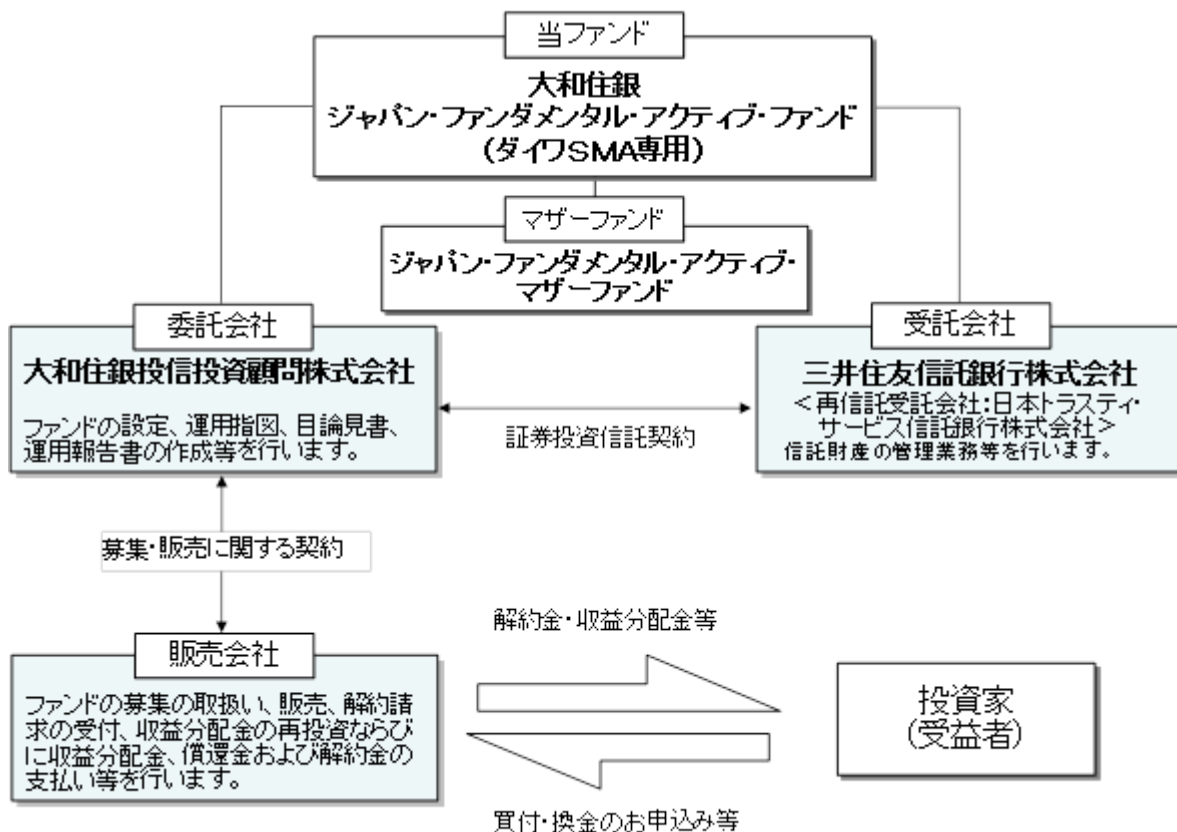 当ファンド
大和住銀
ジャパン・ファンダメンタル・アクティブ・ファンド
(ダイワSMA専用)
マザーファンド
ジャパン・ファンダメンタル・アクティブ・
マザーファンド
委託会社
大和住銀投信投資顧問株式会社
ファンドの設定、運用指図、目論見書、
運用報告書の作成等を行います。
証券投資信託契約
受託会社
三井住友信託銀行株式会社
<再信託受託会社:日本トラスティ・
サービス信託銀行株式会社>
信託財産の管理業務等を行います。
募集・販売に関する契約
販売会社
ファンドの募集の取扱い、販売、解約請
求の受付、収益分配金の再投資ならび
に収益分配金、償還金および解約金の
支払い等を行います。
解約金・収益分配金等
買付・換金のお申込み等
投資家
(受益者)